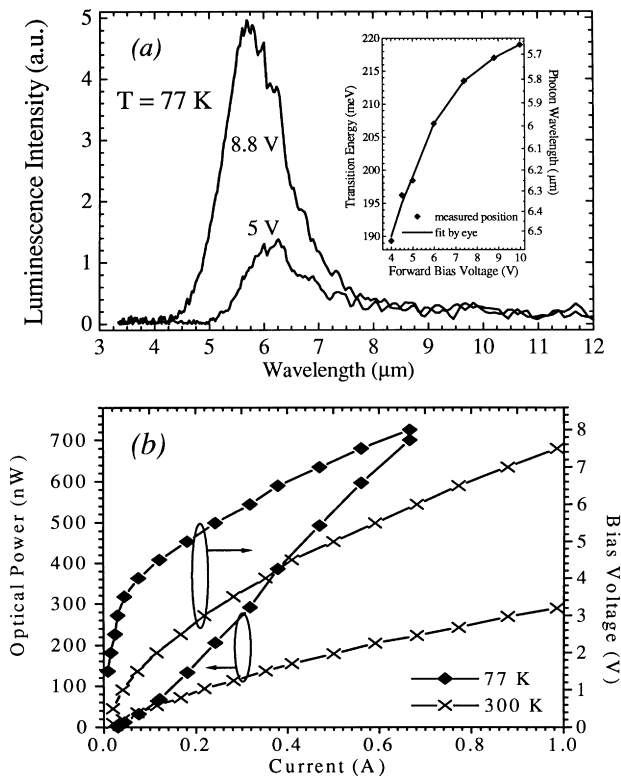 (a)
T = 77 K
8.8 V
5 V
Luminescence Intensity (a.u.)
5
4
3
2
1
0
3 4 5 6 7 8 9 10 11 12
Wavelength (μm)
Transition Energy (meV)
220
215
210
205
200
195
190
Photon Wavelength (μm)
5.7
5.8
5.9
6
6.1
6.2
6.3
6.4
6.5
measured position
fit by eye
4 5 6 7 8 9 10
Forward Bias Voltage (V)
(b)
Optical Power (nW)
700
600
500
400
300
200
100
0
Bias Voltage (V)
8
7
6
5
4
3
2
1
0
77 K
300 K
0.0 0.2 0.4 0.6 0.8 1.0
Current (A)